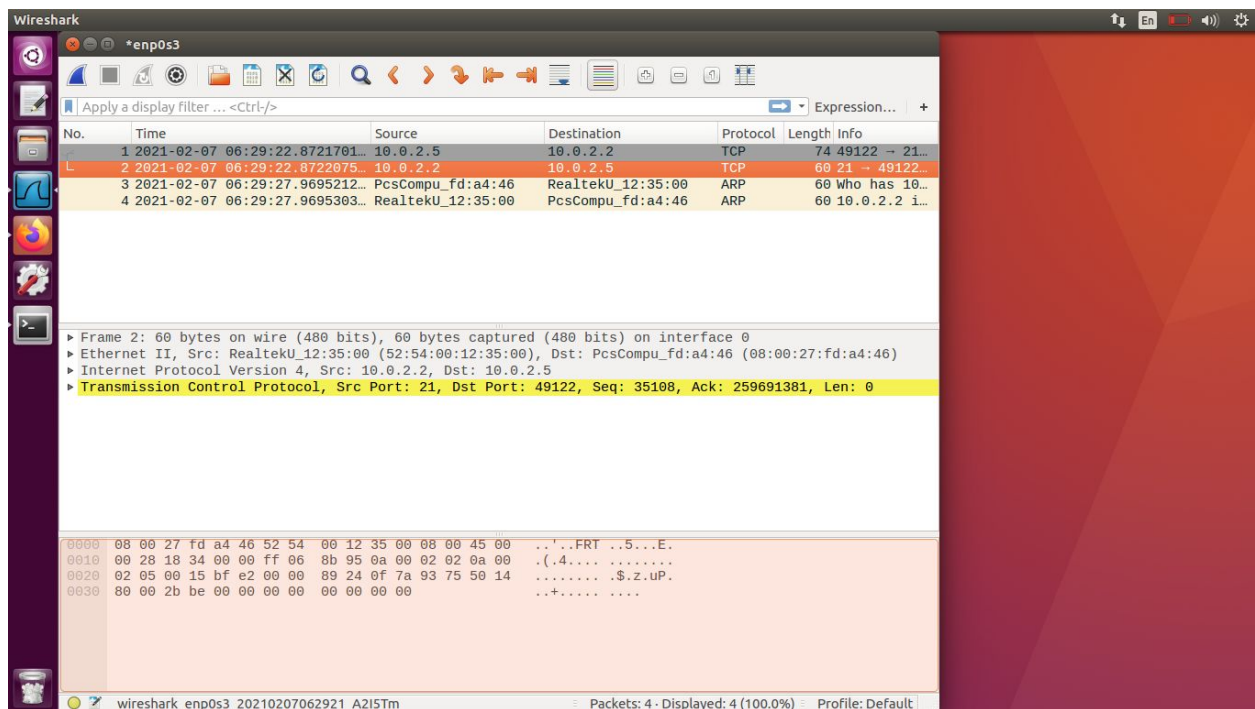 Wireshark
En
*enp0s3
Apply a display filter … <Ctrl-/>
Expression… +
No. Time Source Destination Protocol Length Info
1 2021-02-07 06:29:22.8721701… 10.0.2.5 10.0.2.2 TCP 74 49122 → 21…
2 2021-02-07 06:29:22.8722075… 10.0.2.2 10.0.2.5 TCP 60 21 → 49122…
3 2021-02-07 06:29:27.9695212… PcsCompu_fd:a4:46 RealtekU_12:35:00 ARP 60 Who has 10…
4 2021-02-07 06:29:27.9695303… RealtekU_12:35:00 PcsCompu_fd:a4:46 ARP 60 10.0.2.2 i…
Frame 2: 60 bytes on wire (480 bits), 60 bytes captured (480 bits) on interface 0
Ethernet II, Src: RealtekU_12:35:00 (52:54:00:12:35:00), Dst: PcsCompu_fd:a4:46 (08:00:27:fd:a4:46)
Internet Protocol Version 4, Src: 10.0.2.2, Dst: 10.0.2.5
Transmission Control Protocol, Src Port: 21, Dst Port: 49122, Seq: 35108, Ack: 259691381, Len: 0
0000 08 00 27 fd a4 46 52 54 00 12 35 00 08 00 45 00 ..'..FRT ..5...E.
0010 00 28 18 34 00 00 ff 06 8b 95 0a 00 02 02 0a 00 .(.4.... ........
0020 02 05 00 15 bf e2 00 00 89 24 0f 7a 93 75 50 14 ........ .$.z.uP.
0030 80 00 2b be 00 00 00 00 00 00 00 00 ..+..... ....
wireshark_enp0s3_20210207062921_A2I5Tm
Packets: 4 · Displayed: 4 (100.0%)
Profile: Default